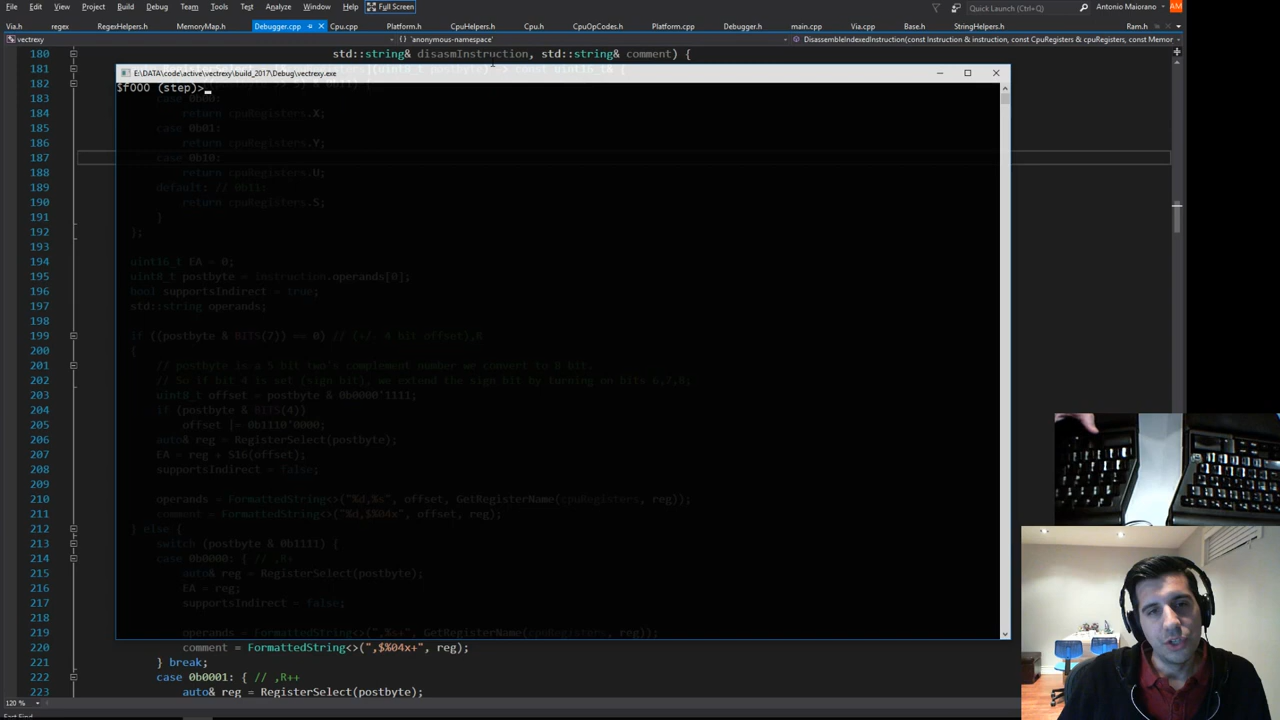 File Edit View Project Build Debug Team Tools Test Analyze Window Help Full Screen Quick Launch (Ctrl+Q) Antonio Maiorano AM
Via.h regex RegexHelpers.h MemoryMap.h Debugger.cpp Cpu.cpp Platform.h CpuHelpers.h Cpu.h CpuOpCodes.h Platform.cpp Debugger.h main.cpp Via.cpp Base.h StringHelpers.h Ram.h
vectrexy {} 'anonymous-namespace' DisassembleIndexedInstruction(const Instruction & instruction, const CpuRegisters & cpuRegisters, const Memor
180 std::string& disasmInstruction, std::string& comment) {
181
E:\DATA\code\active\vectrexy\build_2017\Debug\vectrexy.exe
182
$f000 (step)>
183 case 0b00:
184 return cpuRegisters.X;
185 case 0b01:
186 return cpuRegisters.Y;
187 case 0b10:
188 return cpuRegisters.U;
189 default: // 0b11:
190 return cpuRegisters.S;
191 }
192 };
193
194 uint16_t EA = 0;
195 uint8_t postbyte = instruction.operands[0];
196 bool supportsIndirect = true;
197 std::string operands;
198
199 if ((postbyte & BITS(7)) == 0) // (+/- 4 bit offset),R
200 {
201 // postbyte is a 5 bit two's complement number we convert to 8 bit.
202 // So if bit 4 is set (sign bit), we extend the sign bit by turning on bits 6,7,8;
203 uint8_t offset = postbyte & 0b0000'1111;
204 if (postbyte & BITS(4))
205 offset |= 0b1110'0000;
206 auto& reg = RegisterSelect(postbyte);
207 EA = reg + S16(offset);
208 supportsIndirect = false;
209
210 operands = FormattedString<>("%d,%s", offset, GetRegisterName(cpuRegisters, reg));
211 comment = FormattedString<>("%d,$%04x", offset, reg);
212 } else {
213 switch (postbyte & 0b1111) {
214 case 0b0000: { // ,R+
215 auto& reg = RegisterSelect(postbyte);
216 EA = reg;
217 supportsIndirect = false;
218
219 operands = FormattedString<>(",%s+", GetRegisterName(cpuRegisters, reg));
220 comment = FormattedString<>(",$%04x+", reg);
221 } break;
222 case 0b0001: { // ,R++
223 auto& reg = RegisterSelect(postbyte);
120 %